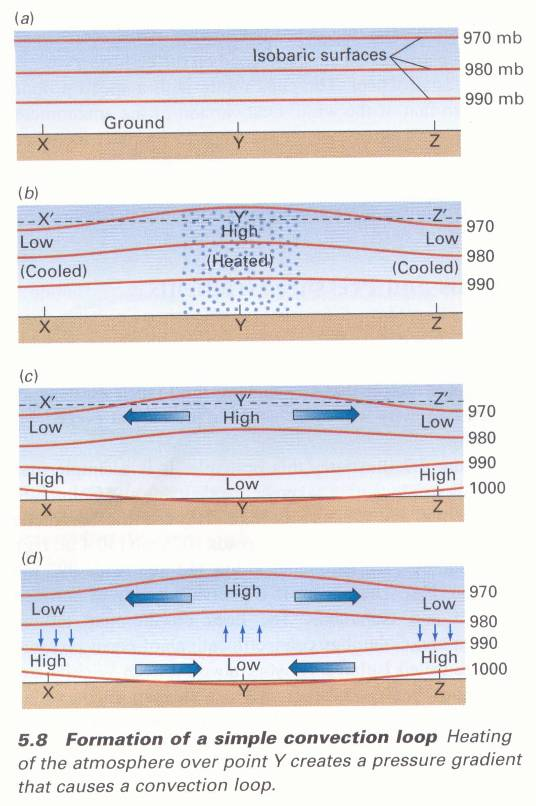 (a)
970 mb
Isobaric surfaces
980 mb
990 mb
Ground
X Y Z
(b)
X' Y' Z'
970
Low High Low
980
(Cooled) (Heated) (Cooled)
990
X Y Z
(c)
X' Y' Z'
970
Low High Low
980
990
High Low High
1000
X Y Z
(d)
970
High
Low Low
980
990
High Low High
1000
X Y Z
5.8 Formation of a simple convection loop Heating
of the atmosphere over point Y creates a pressure gradient
that causes a convection loop.